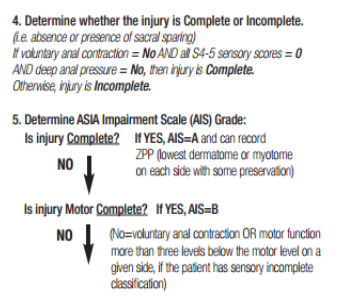 4. Determine whether the injury is Complete or Incomplete.
(i.e. absence or presence of sacral sparing)
If voluntary anal contraction = No AND all S4-5 sensory scores = 0
AND deep anal pressure = No, then injury is Complete.
Otherwise, injury is Incomplete.
5. Determine ASIA Impairment Scale (AIS) Grade:
Is injury Complete? If YES, AIS=A and can record
ZPP (lowest dermatome or myotome
on each side with some preservation)
NO
Is injury Motor Complete? If YES, AIS=B
NO
(No=voluntary anal contraction OR motor function
more than three levels below the motor level on a
given side, if the patient has sensory incomplete
classification)